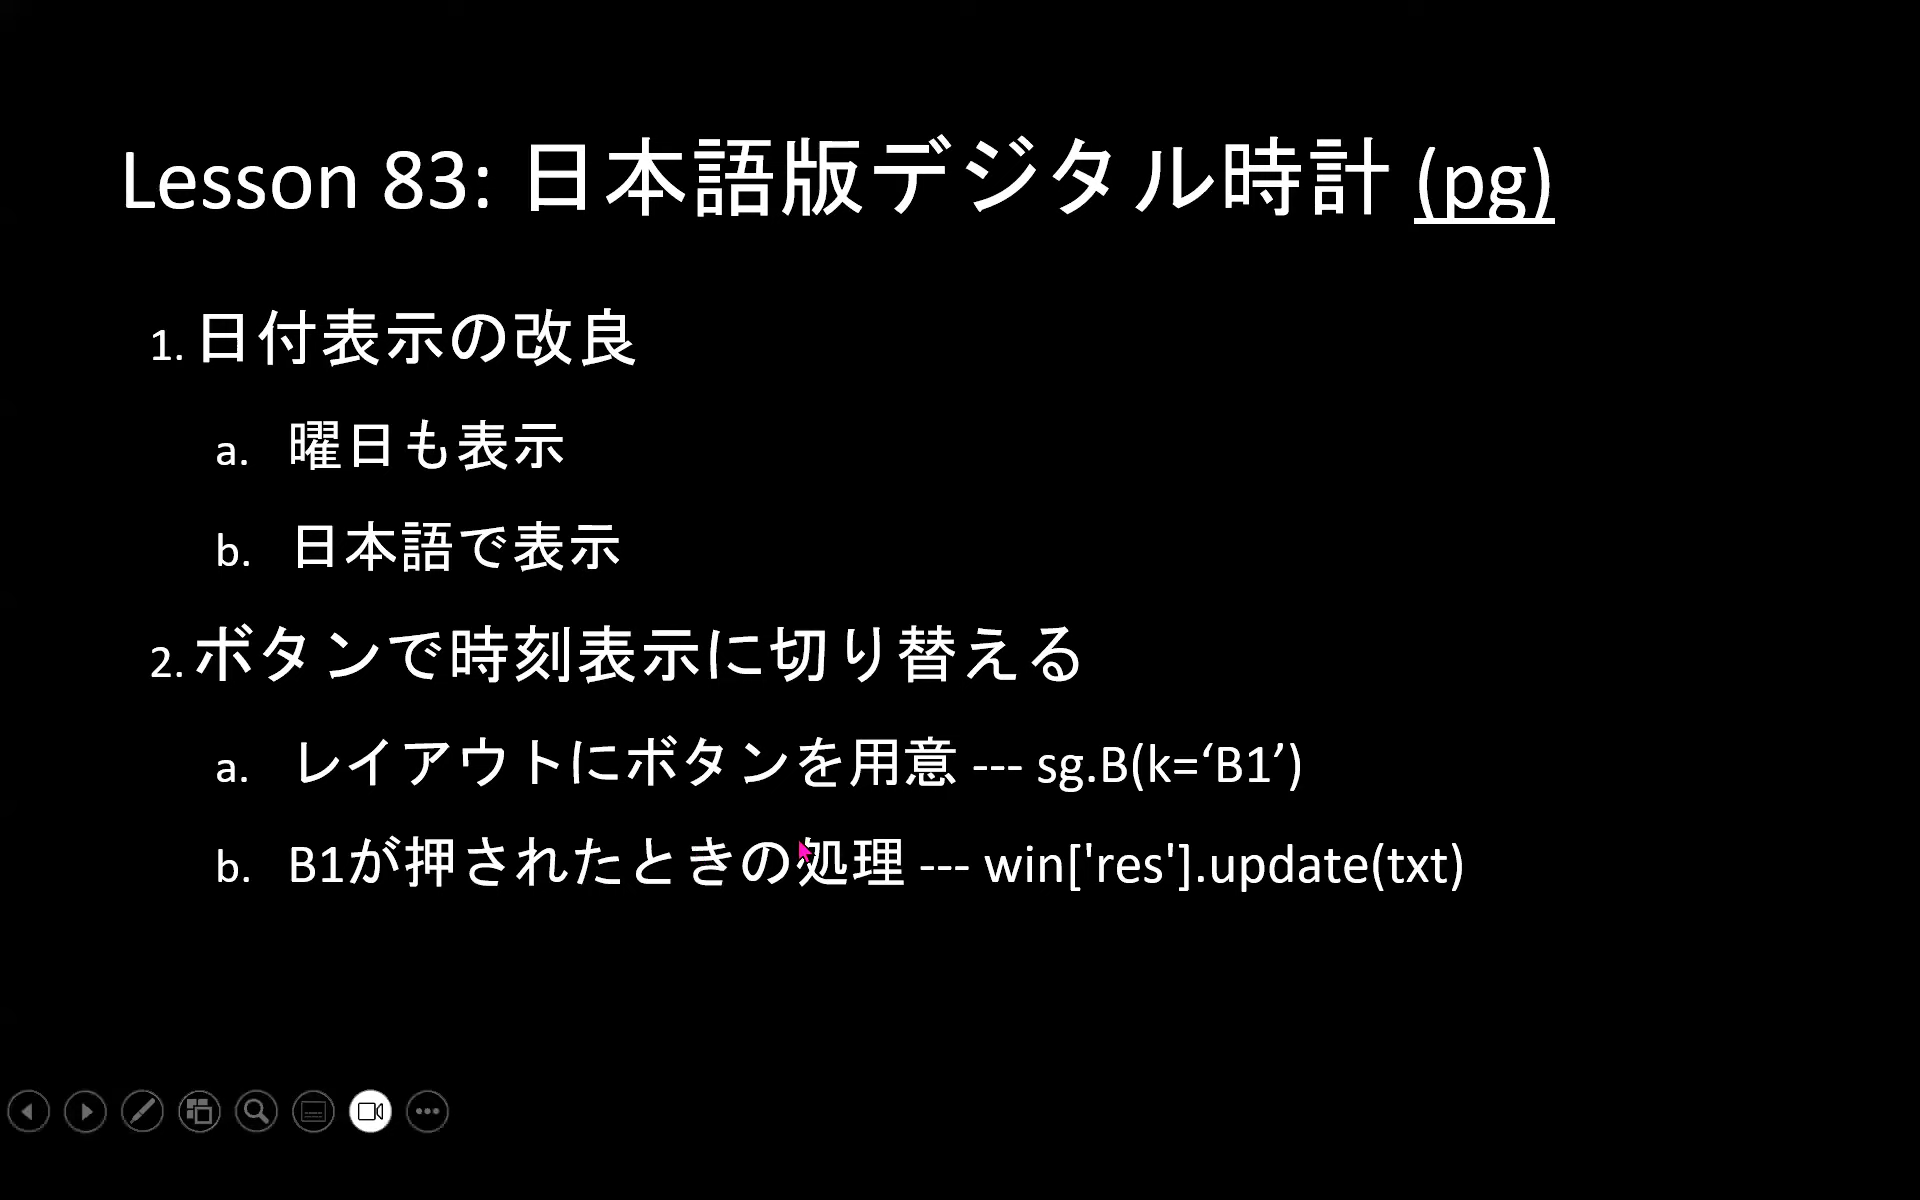 Lesson 83: 日本語版デジタル時計 (pg)
1. 日付表示の改良
a. 曜日も表示
b. 日本語で表示
2. ボタンで時刻表示に切り替える
a. レイアウトにボタンを用意 --- sg.B(k=‘B1’)
b. B1が押されたときの処理 --- win['res'].update(txt)